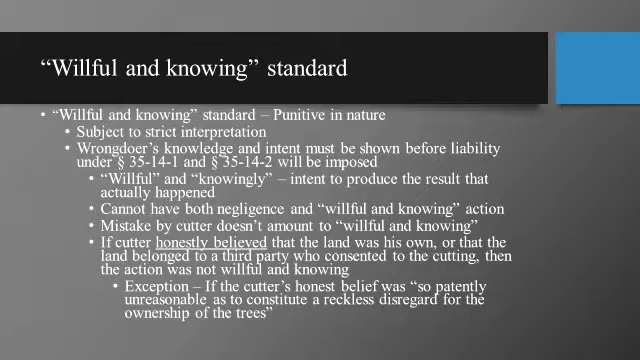 “Willful and knowing” standard
• “Willful and knowing” standard – Punitive in nature
• Subject to strict interpretation
• Wrongdoer’s knowledge and intent must be shown before liability
under § 35-14-1 and § 35-14-2 will be imposed
• “Willful” and “knowingly” – intent to produce the result that
actually happened
• Cannot have both negligence and “willful and knowing” action
• Mistake by cutter doesn’t amount to “willful and knowing”
• If cutter honestly believed that the land was his own, or that the
land belonged to a third party who consented to the cutting, then
the action was not willful and knowing
• Exception – If the cutter’s honest belief was “so patently
unreasonable as to constitute a reckless disregard for the
ownership of the trees”